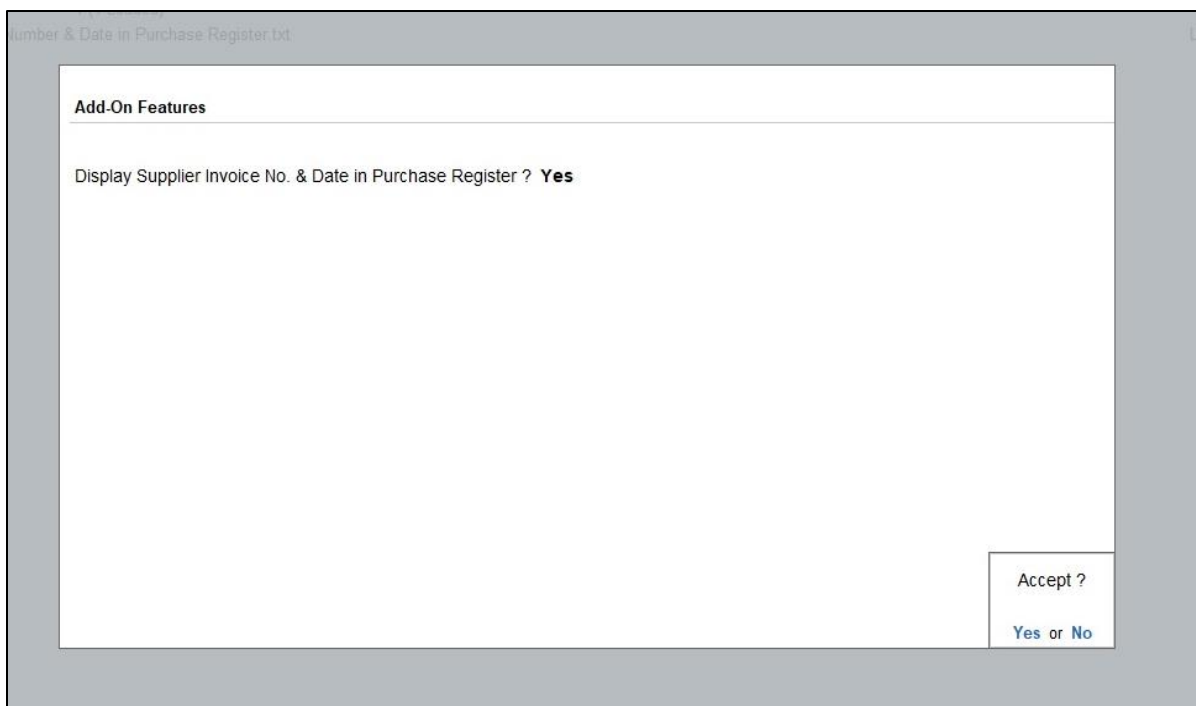 umber & Date in Purchase Register.txt
Add-On Features
Display Supplier Invoice No. & Date in Purchase Register ? Yes
Accept ?
Yes or No